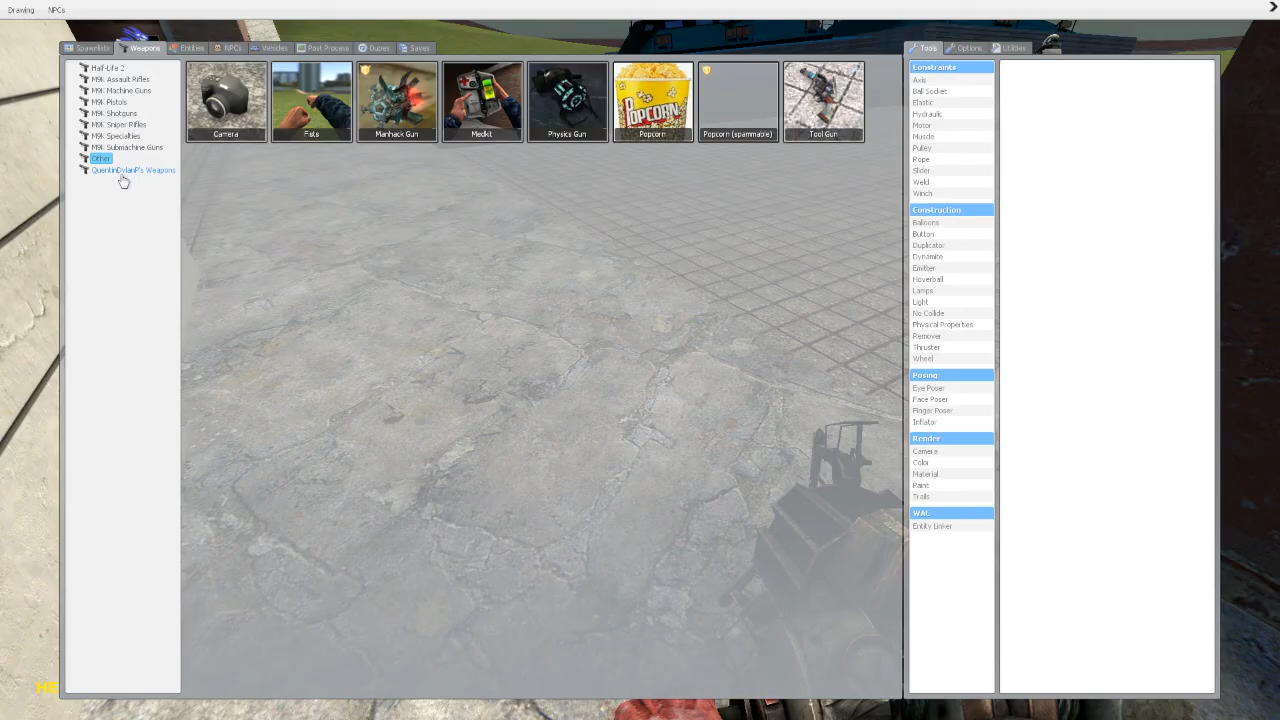 Drawing NPCs
Spawnlists Weapons Entities NPCs Vehicles Post Process Dupes Saves
Half-Life 2
M9K Assault Rifles
M9K Machine Guns
M9K Pistols
M9K Shotguns
M9K Sniper Rifles
M9K Specialties
M9K Submachine Guns
Other
QuentinDylanP's Weapons
Camera
Fists
Manhack Gun
Medkit
Physics Gun
POPCORN
Popcorn
Popcorn (spammable)
Tool Gun
Tools Options Utilities
Constraints
Axis
Ball Socket
Elastic
Hydraulic
Motor
Muscle
Pulley
Rope
Slider
Weld
Winch
Construction
Balloons
Button
Duplicator
Dynamite
Emitter
Hoverball
Lamps
Light
No Collide
Physical Properties
Remover
Thruster
Wheel
Posing
Eye Poser
Face Poser
Finger Poser
Inflator
Render
Camera
Color
Material
Paint
Trails
WAC
Entity Linker
HE